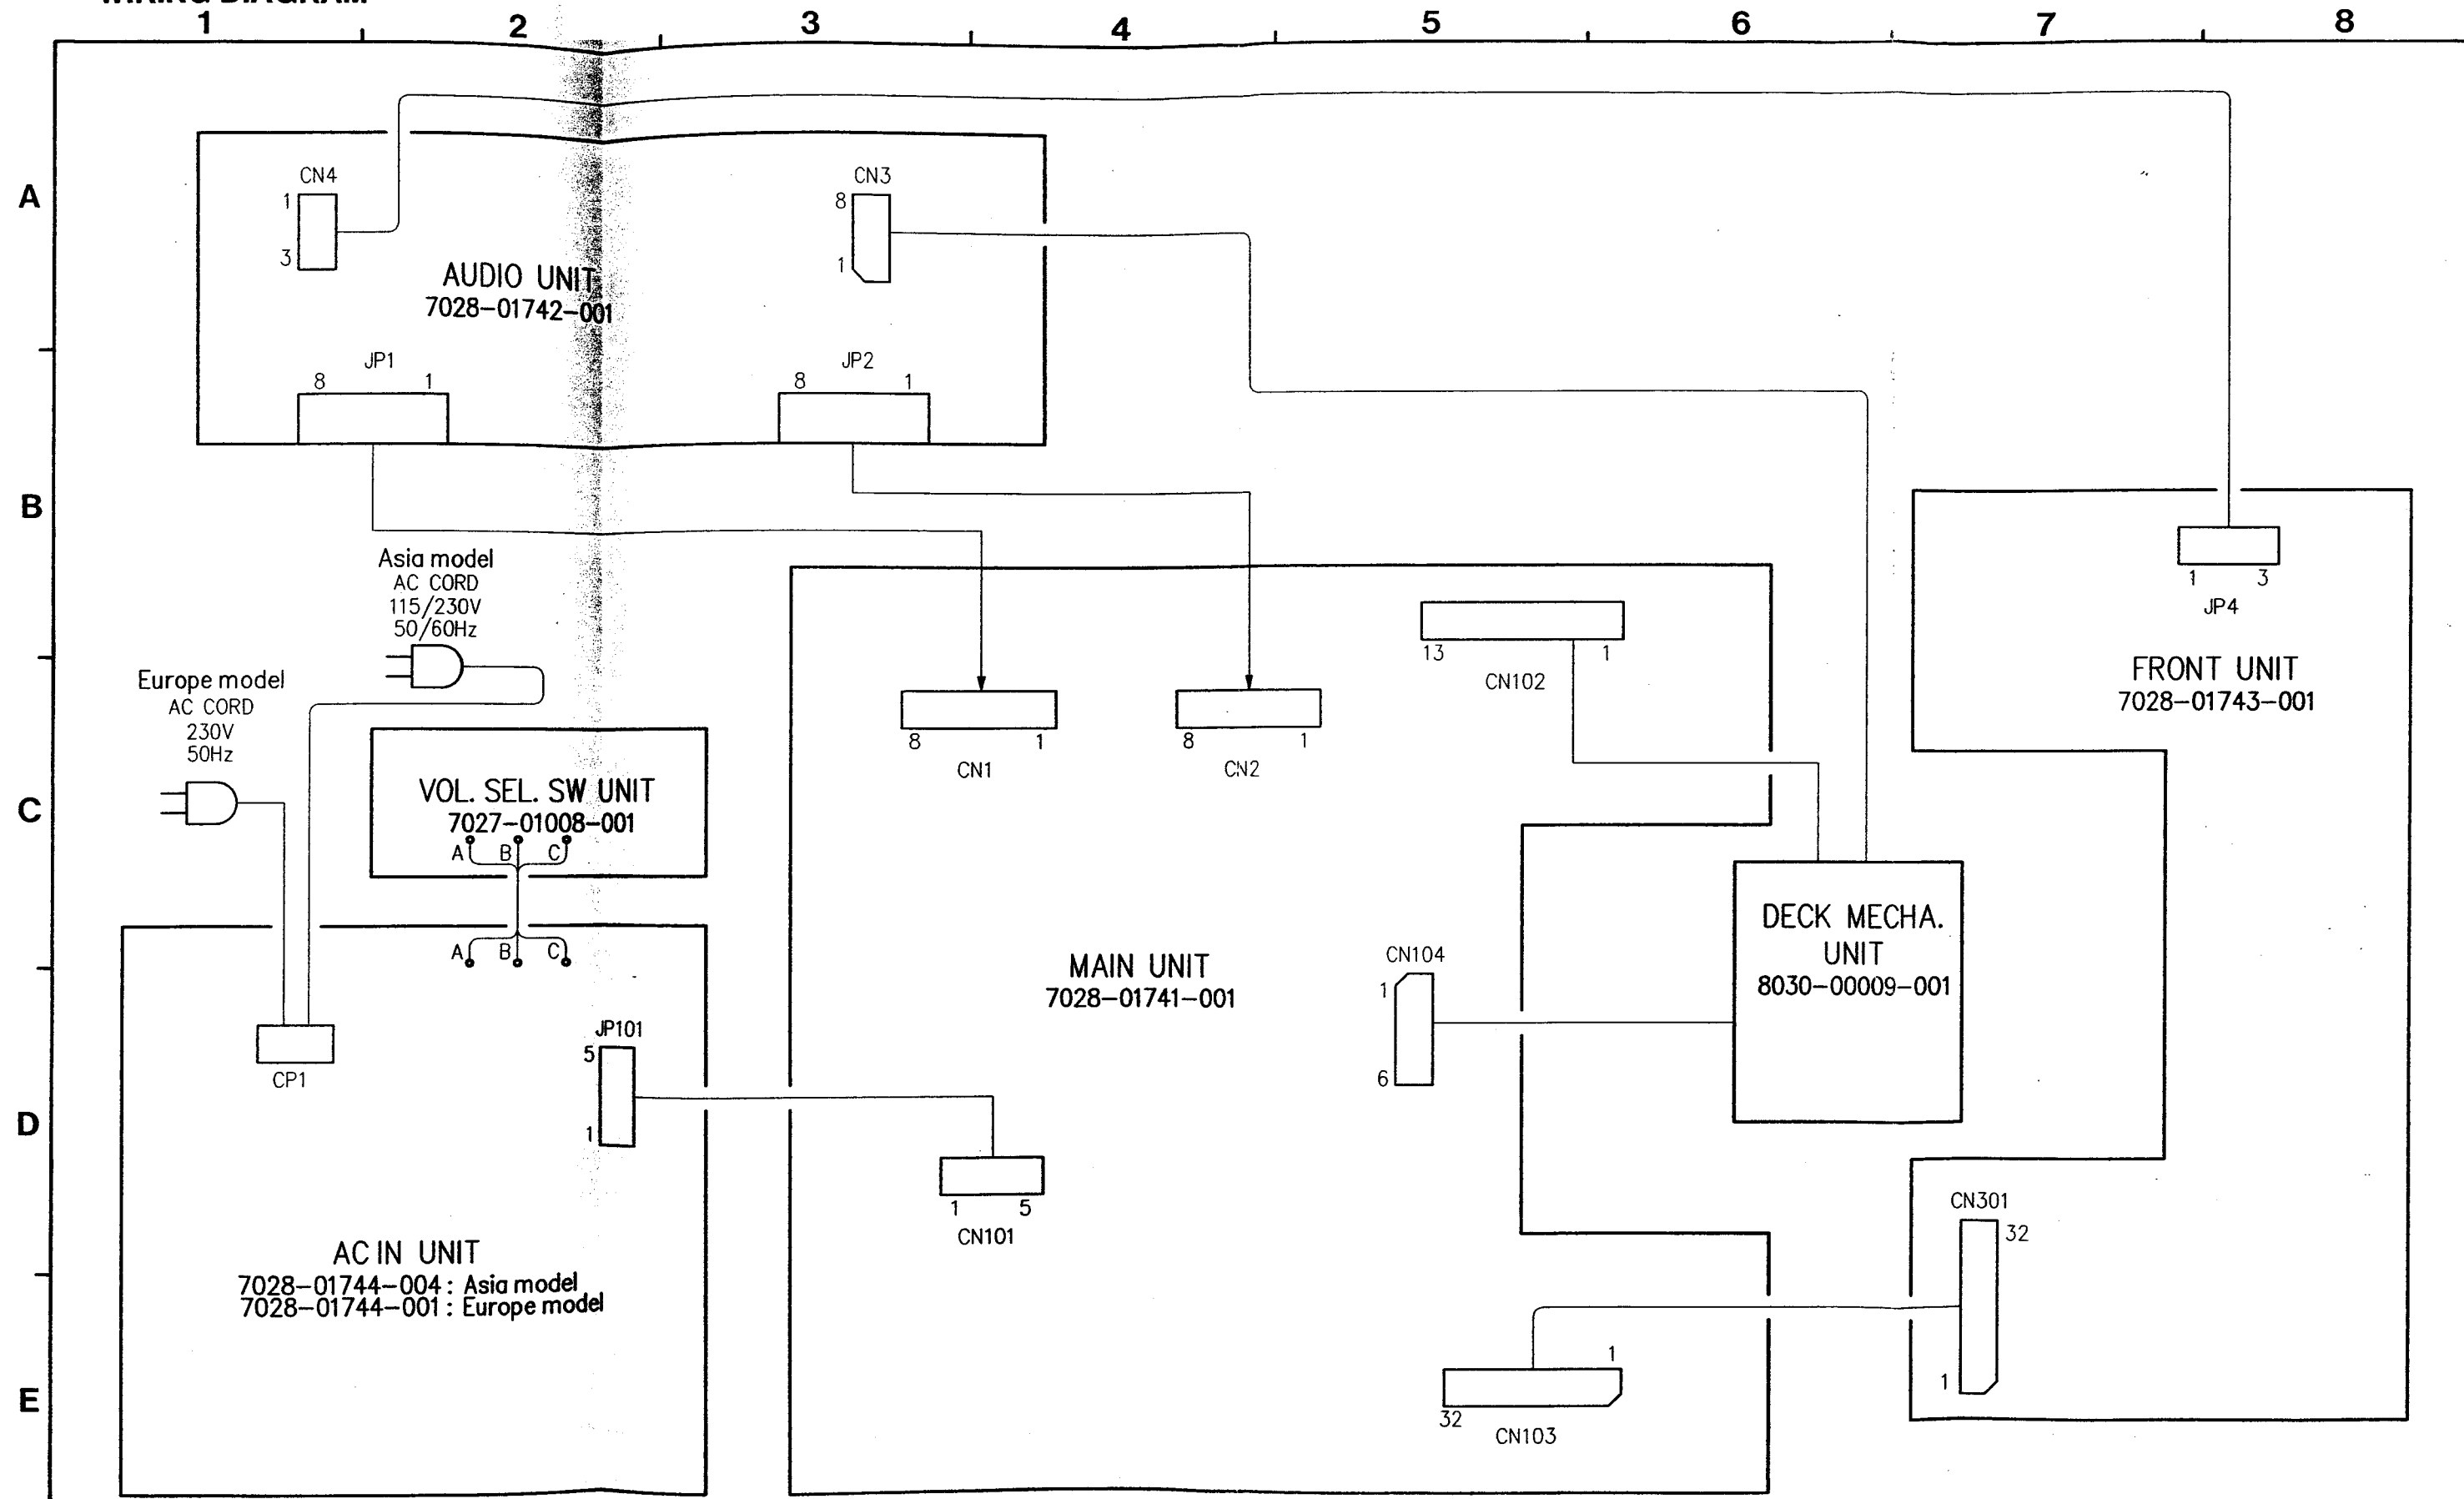 WIRING DIAGRAM
1 2 3 4 5 6 7 8
A
CN4
1
3
CN3
8
1
AUDIO UNIT
7028-01742-001
JP1
8 1
JP2
8 1
B
Asia model
AC CORD
115/230V
50/60Hz
Europe model
AC CORD
230V
50Hz
13 1
CN102
1 3
JP4
FRONT UNIT
7028-01743-001
8 1
CN1
8 1
CN2
C
VOL. SEL. SW UNIT
7027-01008-001
A B C
A B C
CP1
JP101
5
1
MAIN UNIT
7028-01741-001
CN104
1
6
DECK MECHA.
UNIT
8030-00009-001
D
1 5
CN101
AC IN UNIT
7028-01744-004 : Asia model
7028-01744-001 : Europe model
CN301
32
1
E
1
32
CN103